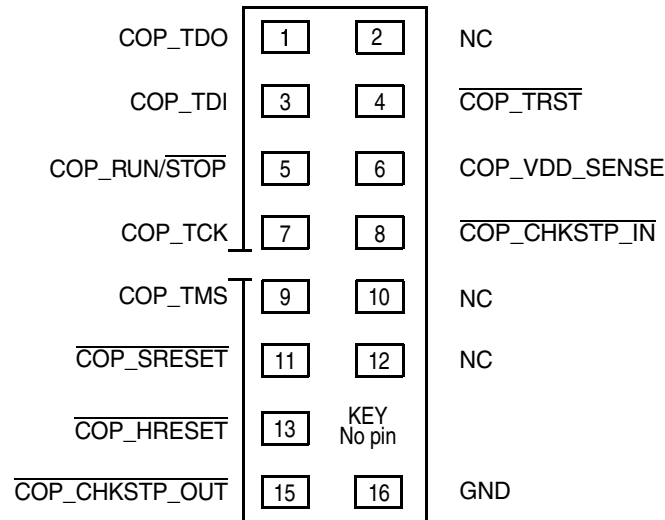 COP_TDO 1 2 NC
COP_TDI 3 4 COP_TRST
COP_RUN/STOP 5 6 COP_VDD_SENSE
COP_TCK 7 8 COP_CHKSTP_IN
COP_TMS 9 10 NC
COP_SRESET 11 12 NC
COP_HRESET 13 KEY
No pin
COP_CHKSTP_OUT 15 16 GND